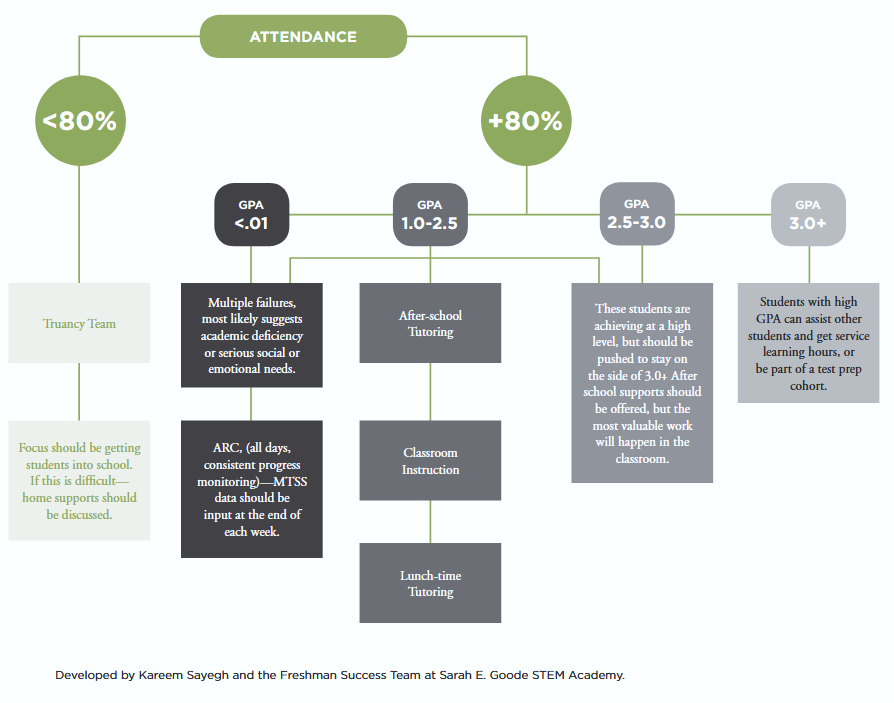 ATTENDANCE
<80%
+80%
GPA
<.01
GPA
1.0-2.5
GPA
2.5-3.0
GPA
3.0+
Truancy Team
Focus should be getting
students into school.
If this is difficult—
home supports should
be discussed.
Multiple failures,
most likely suggests
academic deficiency
or serious social or
emotional needs.
ARC, (all days,
consistent progress
monitoring)—MTSS
data should be
input at the end of
each week.
After-school
Tutoring
Classroom
Instruction
Lunch-time
Tutoring
These students are
achieving at a high
level, but should be
pushed to stay on
the side of 3.0+ After
school supports should
be offered, but the
most valuable work
will happen in the
classroom.
Students with high
GPA can assist other
students and get service
learning hours, or
be part of a test prep
cohort.
Developed by Kareem Sayegh and the Freshman Success Team at Sarah E. Goode STEM Academy.